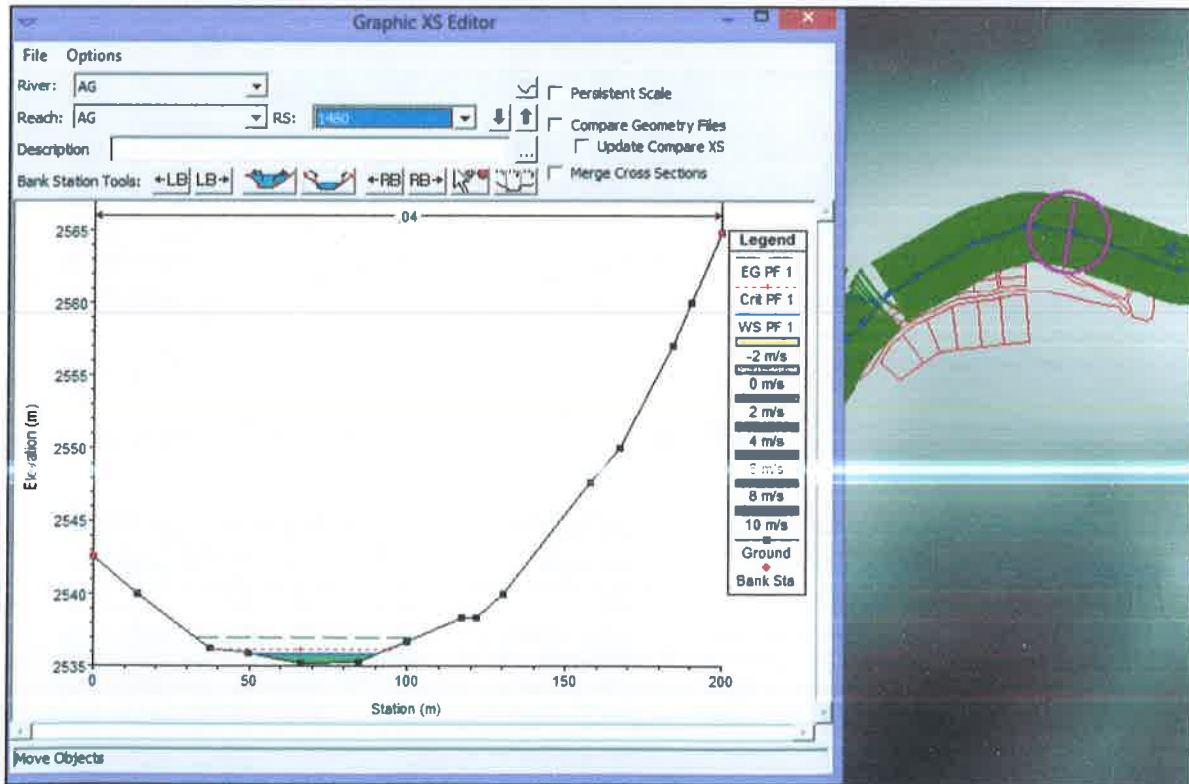 Graphic XS Editor
File Options
River: AG
Reach: AG RS: 1460
Persistent Scale
Compare Geometry Files
Update Compare XS
Description ...
Merge Cross Sections
Bank Station Tools: LB LB RB RB
.04
2565
2560
2555
2550
2545
2540
2535
Elevation (m)
0 50 100 150 200
Station (m)
Legend
EG PF 1
Crit PF 1
WS PF 1
-2 m/s
0 m/s
2 m/s
4 m/s
6 m/s
8 m/s
10 m/s
Ground
Bank Sta
Move Objects